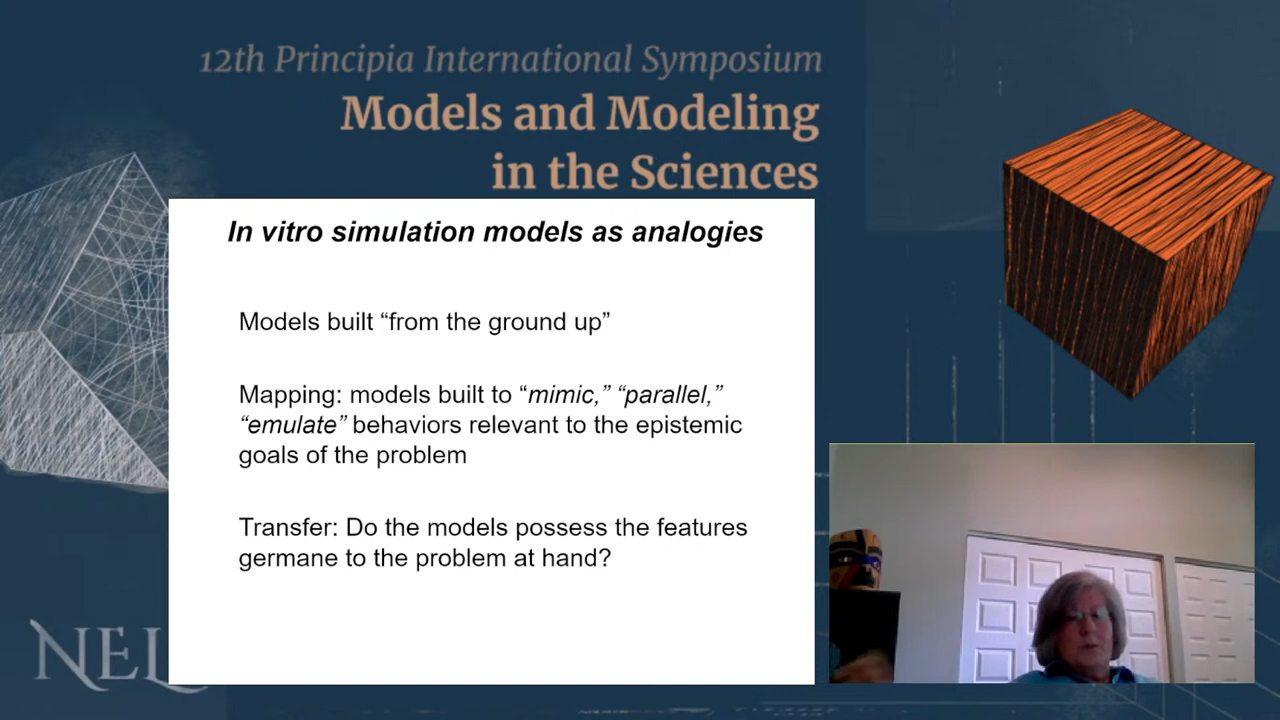 12th Principia International Symposium
Models and Modeling
in the Sciences
In vitro simulation models as analogies
Models built “from the ground up”
Mapping: models built to “mimic,” “parallel,”
“emulate” behaviors relevant to the epistemic
goals of the problem
Transfer: Do the models possess the features
germane to the problem at hand?
NEL